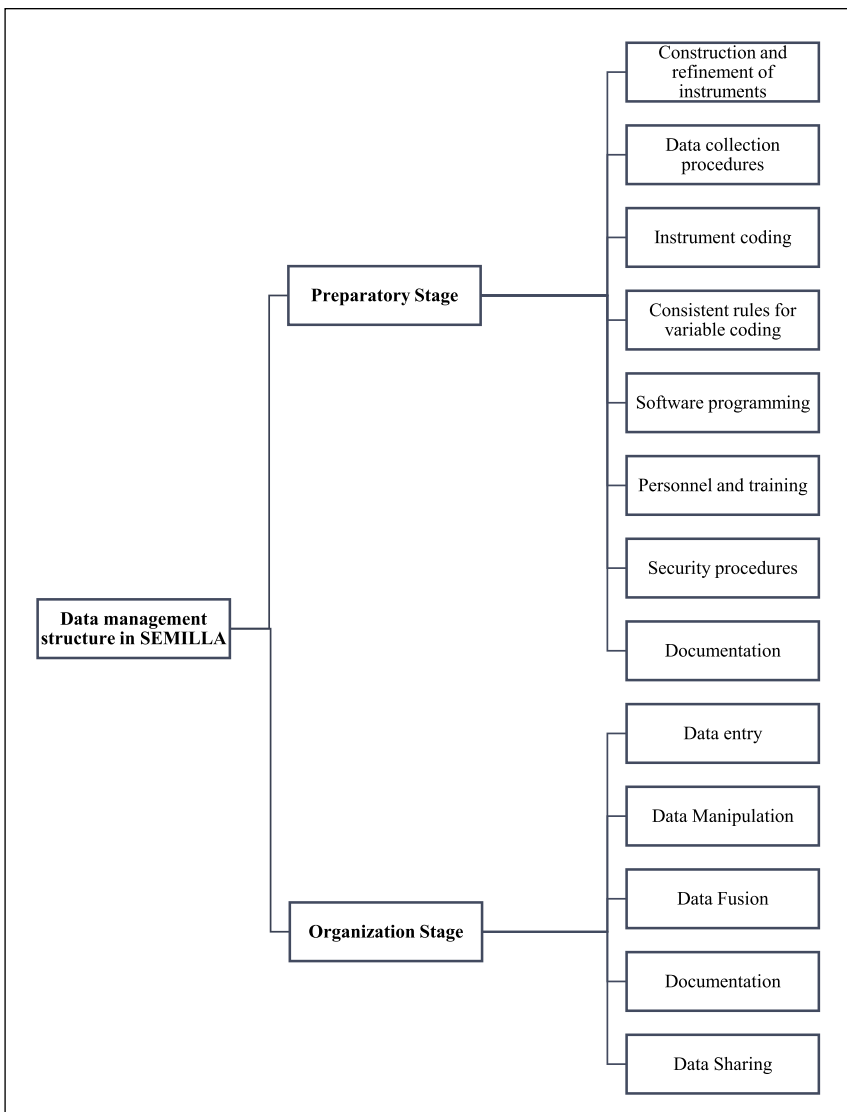 Construction and
refinement of
instruments
Data collection
procedures
Instrument coding
Preparatory Stage
Consistent rules for
variable coding
Software programming
Personnel and training
Security procedures
Data management
structure in SEMILLA
Documentation
Data entry
Data Manipulation
Data Fusion
Organization Stage
Documentation
Data Sharing